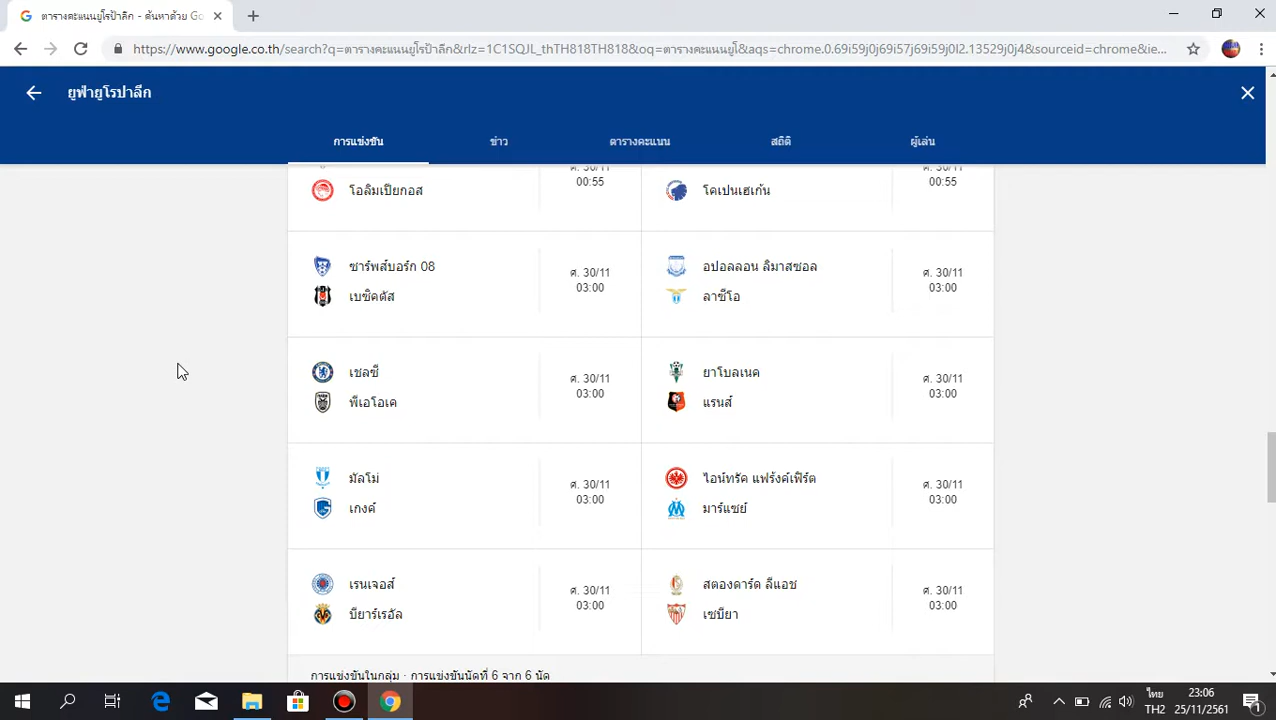 ตารางคะแนนยูโรป้าลีก - ค้นหาด้วย Go
https://www.google.co.th/search?q=ตารางคะแนนยูโรป้าลีก&rlz=1C1SQJL_thTH818TH818&oq=ตารางคะแนนยูโ&aqs=chrome.0.69i59j0j69i57j69i59j0l2.13529j0j4&sourceid=chrome&ie...
ยูฟ่ายูโรปาลีก
การแข่งขัน ข่าว ตารางคะแนน สถิติ ผู้เล่น
ศ. 30/11
00:55
โอลิมเปียกอส
ศ. 30/11
00:55
โคเปนเฮเก้น
ซาร์พส์บอร์ก 08
เบซิคตัส
ศ. 30/11
03:00
อปอลลอน ลิมาสซอล
ลาซีโอ
ศ. 30/11
03:00
เชลซี
พีเอโอเค
ศ. 30/11
03:00
ยาโบลเนค
แรนส์
ศ. 30/11
03:00
มัลโม่
เกงค์
ศ. 30/11
03:00
ไอน์ทรัค แฟร้งค์เฟิร์ต
มาร์แซย์
ศ. 30/11
03:00
เรนเจอส์
บียาร์เรอัล
ศ. 30/11
03:00
สตองดาร์ด ลีแอช
เซบิยา
ศ. 30/11
03:00
การแข่งขันในกลุ่ม · การแข่งขันนัดที่ 6 จาก 6 นัด
ไทย
TH2
23:06
25/11/2561
1